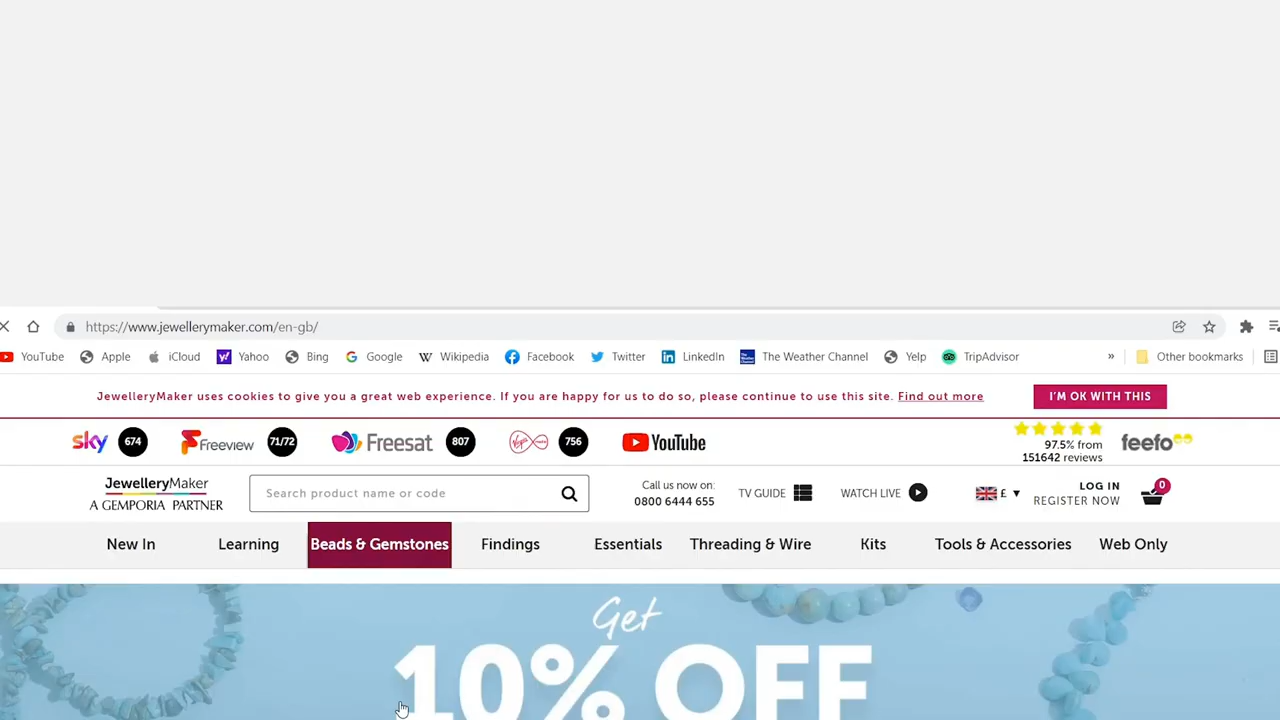 https://www.jewellerymaker.com/en-gb/
YouTube Apple iCloud Yahoo Bing Google Wikipedia Facebook Twitter LinkedIn The Weather Channel Yelp TripAdvisor » Other bookmarks
JewelleryMaker uses cookies to give you a great web experience. If you are happy for us to do so, please continue to use this site. Find out more I'M OK WITH THIS
sky 674 Freeview 71/72 Freesat 807 756 YouTube
97.5% from
151642 reviews
feefo
JewelleryMaker
A GEMPORIA PARTNER
Search product name or code
Call us now on:
0800 6444 655
TV GUIDE
WATCH LIVE
£
LOG IN
REGISTER NOW
0
New In Learning Beads & Gemstones Findings Essentials Threading & Wire Kits Tools & Accessories Web Only
Get
10% OFF